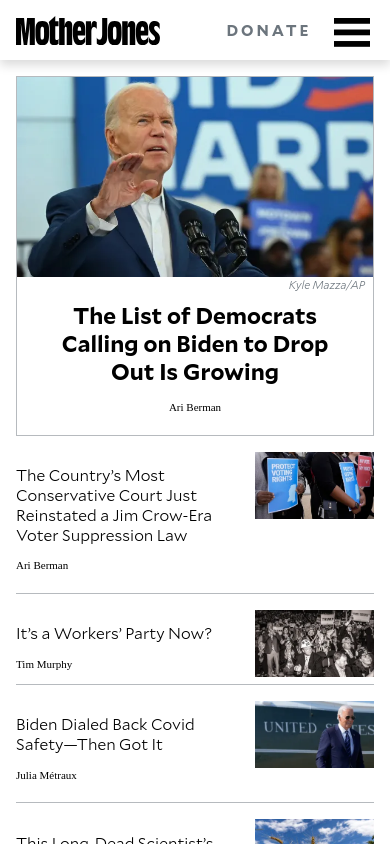 Mother Jones
DONATE
BIDEN
HARR
Kyle Mazza/AP
The List of Democrats
Calling on Biden to Drop
Out Is Growing
Ari Berman
The Country's Most
Conservative Court Just
Reinstated a Jim Crow-Era
Voter Suppression Law
Ari Berman
PROTECT
VOTING
RIGHTS
It's a Workers' Party Now?
Tim Murphy
Biden Dialed Back Covid
Safety—Then Got It
Julia Métraux
UNITED STATES
This Long-Dead Scientist's